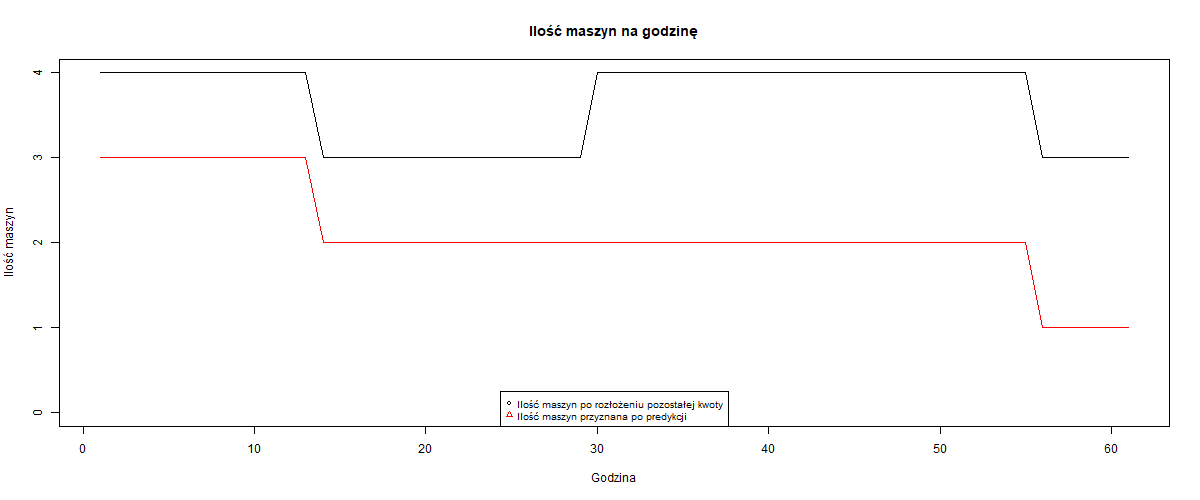 Ilość maszyn na godzinę
Ilość maszyn
4
3
2
1
0
Ilość maszyn po rozłożeniu pozostałej kwoty
Ilość maszyn przyznana po predykcji
0 10 20 30 40 50 60
Godzina